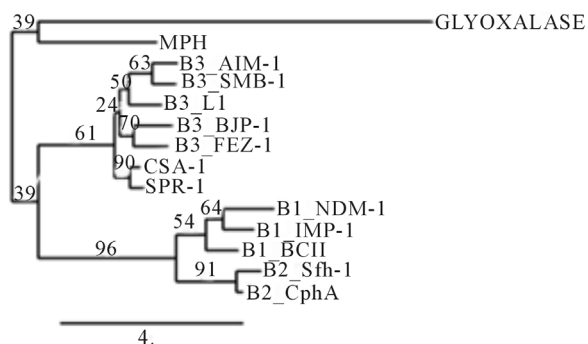 39 GLYOXALASE
MPH
63 B3_AIM-1
50 B3_SMB-1
24 B3_L1
70 B3_BJP-1
61 B3_FEZ-1
90 CSA-1
SPR-1
39
64 B1_NDM-1
54 B1_IMP-1
96 B1_BCII
91 B2_Sfh-1
B2_CphA
4.